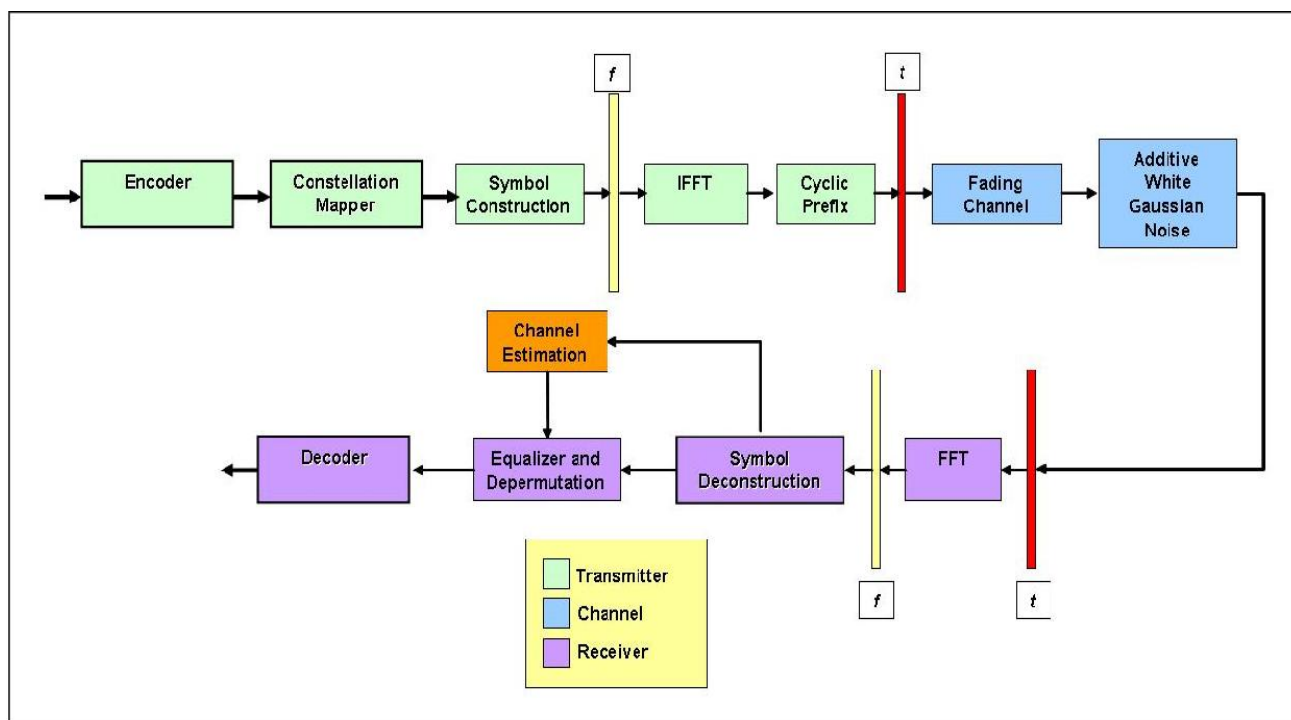 f
t
Encoder
Constellation
Mapper
Symbol
Construction
IFFT
Cyclic
Prefix
Fading
Channel
Additive
White
Gaussian
Noise
Channel
Estimation
Decoder
Equalizer and
Depermutation
Symbol
Deconstruction
FFT
f
t
Transmitter
Channel
Receiver